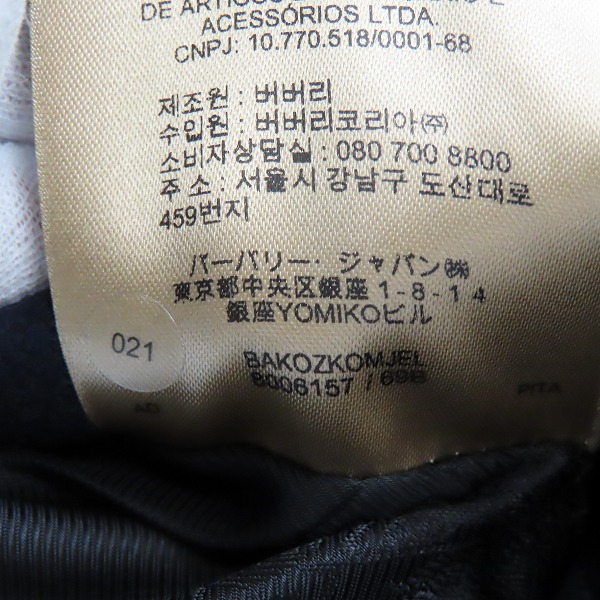 ACESSÓRIOS LTDA.
CNPJ: 10.770.518/0001-68
제조원 : 버버리
수입원 : 버버리코리아㈜
소비자상담실 : 080 700 8800
주 소 : 서울시 강남구 도산대로
459번지
バーバリー・ジャパン㈱
東京都中央区銀座 1-8-14
銀座YOMIKOビル
021
BAKOZKOMJEL
8006157 / 69B
PITA